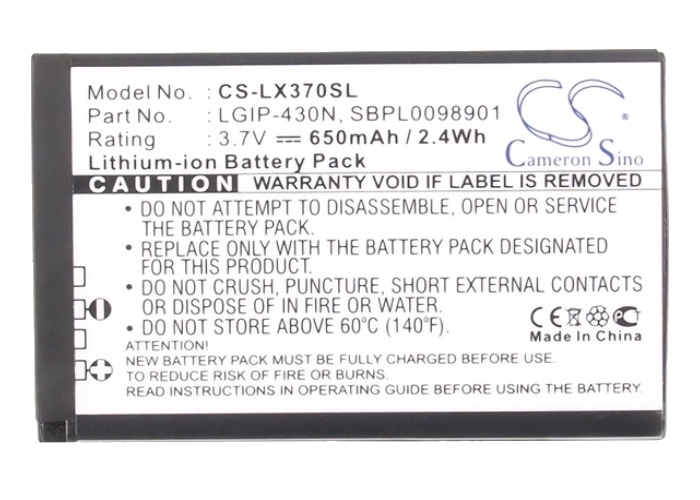 Model No. : CS-LX370SL
Part No. : LGIP-430N, SBPL0098901
Rating : 3.7V ⎓ 650mAh / 2.4Wh
Lithium-ion Battery Pack
CS
Cameron Sino
CAUTION WARRANTY VOID IF LABEL IS REMOVED
• DO NOT ATTEMPT TO DISASSEMBLE, OPEN OR SERVICE
THE BATTERY PACK.
• REPLACE ONLY WITH THE BATTERY PACK DESIGNATED
FOR THIS PRODUCT.
• DO NOT CRUSH, PUNCTURE, SHORT EXTERNAL CONTACTS
OR DISPOSE OF IN FIRE OR WATER.
• DO NOT STORE ABOVE 60°C (140°F).
CE
Made In China
ATTENTION!
NEW BATTERY PACK MUST BE CHARGED BEFORE USE.
TO REDUCE RISK OF FIRE OR BURNS.
READ INSTRUCTIONS IN OPERATING GUIDE CAREFULLY BEFORE USING THE BATTERY.